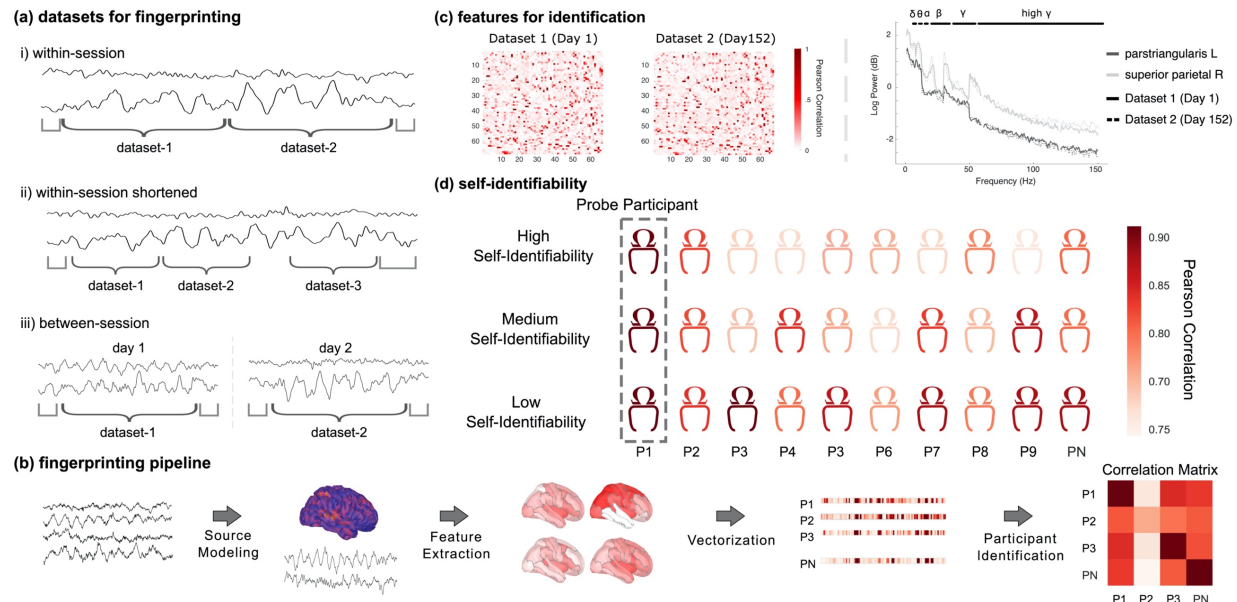 (a) datasets for fingerprinting
i) within-session
dataset-1
dataset-2
ii) within-session shortened
dataset-1
dataset-2
dataset-3
iii) between-session
day 1
day 2
dataset-1
dataset-2
(c) features for identification
Dataset 1 (Day 1)
Dataset 2 (Day152)
10
20
30
40
50
60
10 20 30 40 50 60
10
20
30
40
50
60
10 20 30 40 50 60
1
.5
0
Pearson Correlation
δ θ α β γ high γ
Log Power (dB)
2
0
-2
0 50 100 150
Frequency (Hz)
parstriangularis L
superior parietal R
Dataset 1 (Day 1)
Dataset 2 (Day 152)
(d) self-identifiability
Probe Participant
High
Self-Identifiability
Medium
Self-Identifiability
Low
Self-Identifiability
P1 P2 P3 P4 P3 P6 P7 P8 P9 PN
0.90
0.85
0.80
0.70
0.75
Pearson Correlation
(b) fingerprinting pipeline
Source
Modeling
Feature
Extraction
Vectorization
P1
P2
P3
PN
Participant
Identification
Correlation Matrix
P1
P2
P3
PN
P1 P2 P3 PN